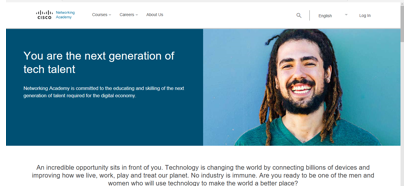 CISCO Networking Academy
Courses Careers About Us
English Log In
You are the next generation of
tech talent
Networking Academy is committed to the educating and skilling of the next
generation of talent required for the digital economy.
An incredible opportunity sits in front of you. Technology is changing the world by connecting billions of devices and
improving how we live, work, play and treat our planet. No industry is immune. Are you ready to be one of the men and
women who will use technology to make the world a better place?